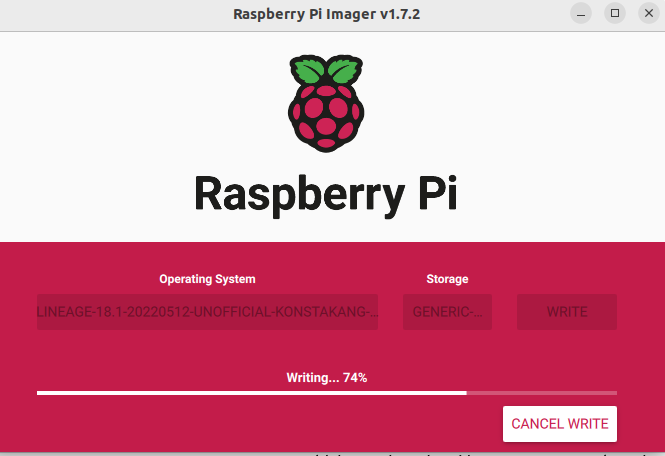 Raspberry Pi Imager v1.7.2
Raspberry Pi
Operating System Storage
LINEAGE-18.1-20220512-UNOFFICIAL-KONSTAKANG-... GENERIC-... WRITE
Writing... 74%
CANCEL WRITE